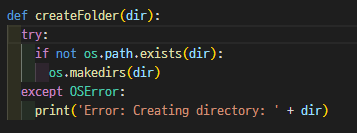 def createFolder(dir):
  try:
    if not os.path.exists(dir):
      os.makedirs(dir)
  except OSError:
    print('Error: Creating directory: ' + dir)